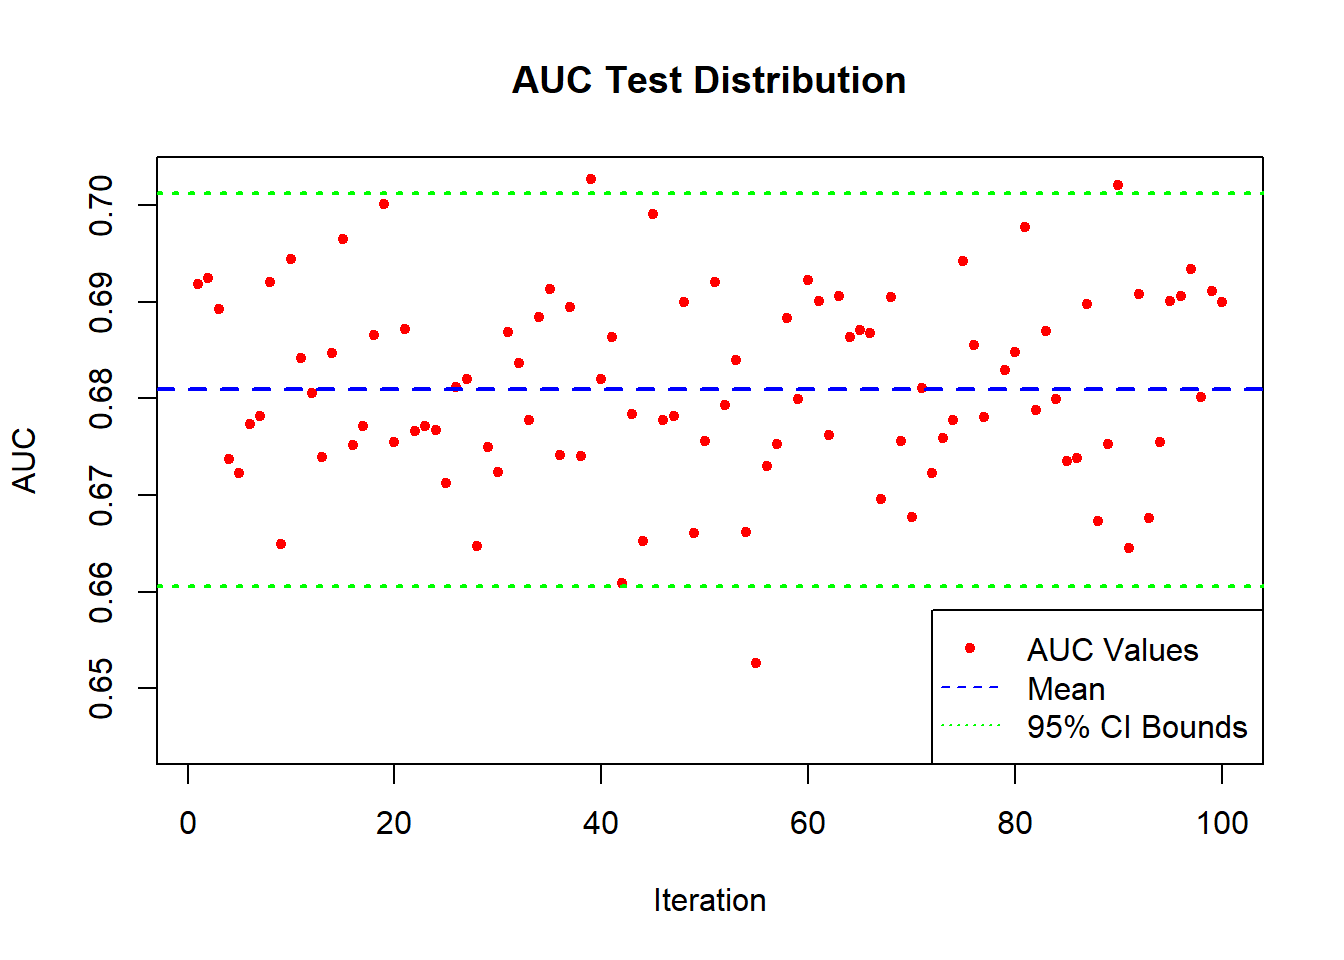 AUC Test Distribution
AUC
0.70
0.69
0.68
0.67
0.66
0.65
AUC Values
Mean
95% CI Bounds
0 20 40 60 80 100
Iteration